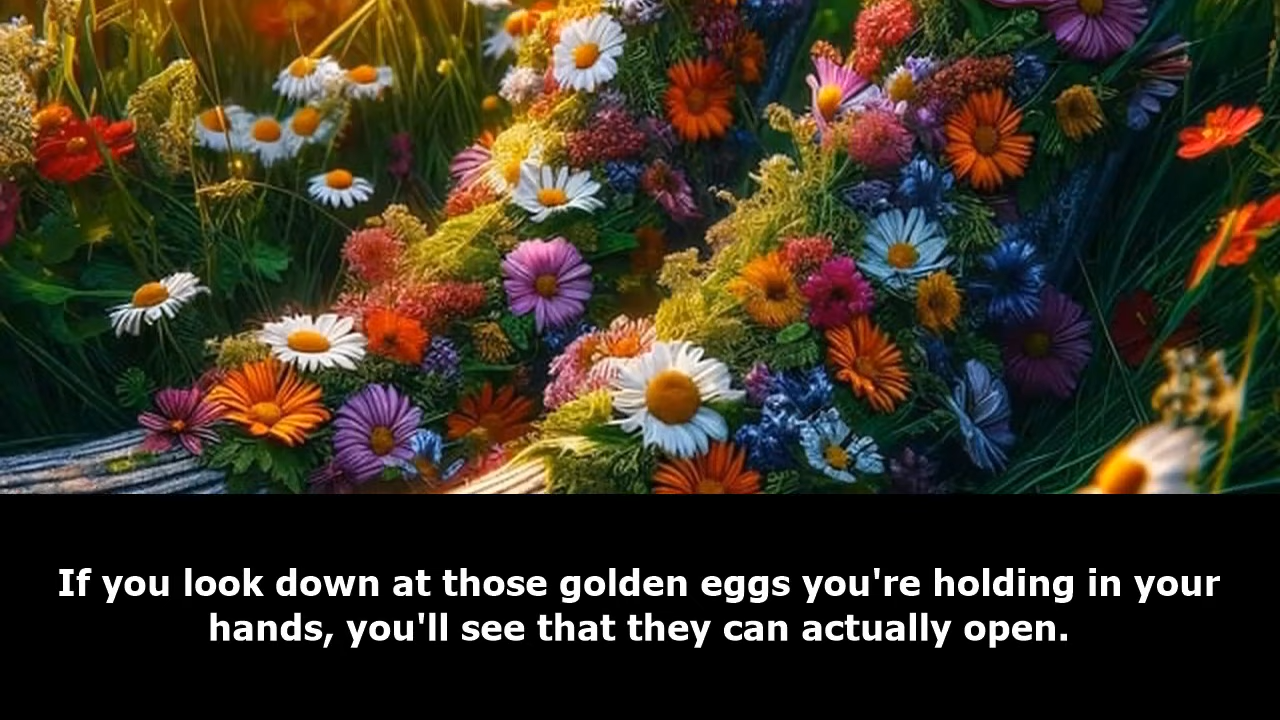 If you look down at those golden eggs you're holding in your
hands, you'll see that they can actually open.